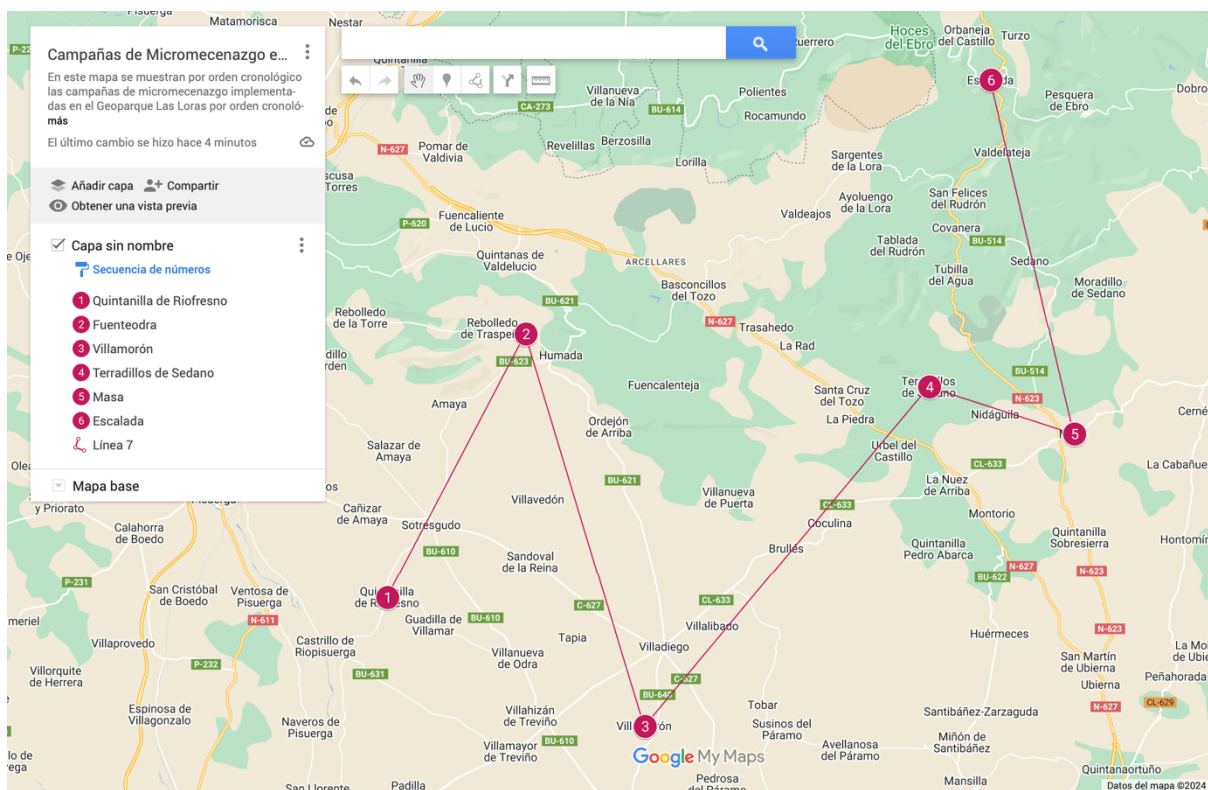 Campañas de Micromecenazgo e...
En este mapa se muestran por orden cronológico
las campañas de micromecenazgo implementa-
das en el Geoparque Las Loras por orden cronoló-
más
El último cambio se hizo hace 4 minutos
Añadir capa Compartir
Obtener una vista previa
Capa sin nombre
Secuencia de números
1 Quintanilla de Riofresno
2 Fuenteodra
3 Villamorón
4 Terradillos de Sedano
5 Masa
6 Escalada
Línea 7
Mapa base
Matamorisca
Nestar
Hoces
del Ebro
Orbaneja
del Castillo
Turzo
6
Pesquera
de Ebro
Villanueva
de la Nía
Polientes
CA-273
BU-614
Rocamundo
N-627
Pomar de
Valdivia
Revelillas
Berzosilla
Lorilla
Sargentes
de la Lora
Valdelateja
Ayoluengo
de la Lora
San Felices
del Rudrón
Valdeajos
P-620
Fuencaliente
de Lucio
Covanera
BU-514
Tablada
del Rudrón
Sedano
Quintanas de
Valdelucio
ARCELLARES
Tubilla
del Agua
Moradillo
de Sedano
Basconcillos
del Tozo
BU-621
Rebolledo
de la Torre
Rebolledo
2
N-627
Trasahedo
La Rad
Humada
BU-623
Fuencalenteja
BU-514
4
Santa Cruz
del Tozo
N-623
Amaya
Nidáguila
La Piedra
Ordejón
de Arriba
5
Urbel del
Castillo
Salazar de
Amaya
CL-633
La Nuez
de Arriba
BU-621
Villavedón
Villanueva
de Puerta
CL-633
Montorio
Cañizar
de Amaya
Sotresgudo
Coculina
y Priorato
Calahorra
de Boedo
Quintanilla
Sobresierra
Quintanilla
Pedro Abarca
BU-610
Sandoval
de la Reina
Brullés
N-627
N-623
BU-622
P-231
San Cristóbal
de Boedo
Ventosa de
Pisuerga
1
CL-633
C-627
N-611
Guadilla de
Villamar
BU-610
Villalibado
Huérmeces
N-623
Villaprovedo
Castrillo de
Riopisuerga
Tapia
Villadiego
Villanueva
de Odra
San Martín
de Ubierna
P-232
Villorquite
de Herrera
BU-631
C-627
Peñahorada
Ubierna
BU-640
Espinosa de
Villagonzalo
Villahizán
de Treviño
Tobar
Santibáñez-Zarzaguda
N-627
CL-629
Naveros de
Pisuerga
3
Susinos del
Páramo
Villamayor
de Treviño
BU-610
Avellanosa
del Páramo
Miñón de
Santibáñez
Google My Maps
Quintanaortuño
Pedrosa
del Páramo
Mansilla
Padilla
San Llorente
Datos del mapa ©2024